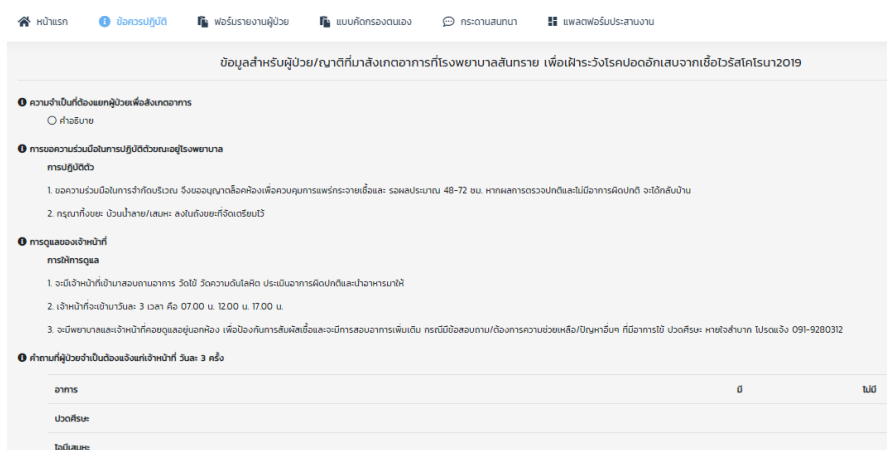 หน้าแรก ข้อควรปฏิบัติ ฟอร์มรายงานผู้ป่วย แบบคัดกรองตนเอง กระดานสนทนา แพลตฟอร์มประสานงาน
ข้อมูลสำหรับผู้ป่วย/ญาติที่มาสังเกตอาการที่โรงพยาบาลสันทราย เพื่อเฝ้าระวังโรคปอดอักเสบจากเชื้อไวรัสโคโรนา2019
ความจำเป็นที่ต้องแยกผู้ป่วยเพื่อสังเกตอาการ
คำอธิบาย
การขอความร่วมมือในการปฏิบัติตัวขณะอยู่โรงพยาบาล
การปฏิบัติตัว
1. ขอความร่วมมือในการจำกัดบริเวณ จึงขออนุญาตล็อคห้องเพื่อควบคุมการแพร่กระจายเชื้อและ รอผลประมาณ 48-72 ชม. หากผลการตรวจปกติและไม่มีอาการผิดปกติ จะได้กลับบ้าน
2. กรุณาทิ้งขยะ บ้วนน้ำลาย/เสมหะ ลงในถังขยะที่จัดเตรียมไว้
การดูแลของเจ้าหน้าที่
การให้การดูแล
1. จะมีเจ้าหน้าที่เข้ามาสอบถามอาการ วัดไข้ วัดความดันโลหิต ประเมินอาการผิดปกติและนำอาหารมาให้
2. เจ้าหน้าที่จะเข้ามาวันละ 3 เวลา คือ 07.00 น. 12.00 น. 17.00 น.
3. จะมีพยาบาลและเจ้าหน้าที่คอยดูแลอยู่นอกห้อง เพื่อป้องกันการสัมผัสเชื้อและจะมีการสอบอาการเพิ่มเติม กรณีมีข้อสอบถาม/ต้องการความช่วยเหลือ/ปัญหาอื่นๆ ที่มีอาการไข้ ปวดศีรษะ หายใจลำบาก โปรดแจ้ง 091-9280312
คำถามที่ผู้ป่วยจำเป็นต้องแจ้งแก่เจ้าหน้าที่ วันละ 3 ครั้ง
อาการ มี ไม่มี
ปวดศีรษะ
ไอมีเสมหะ